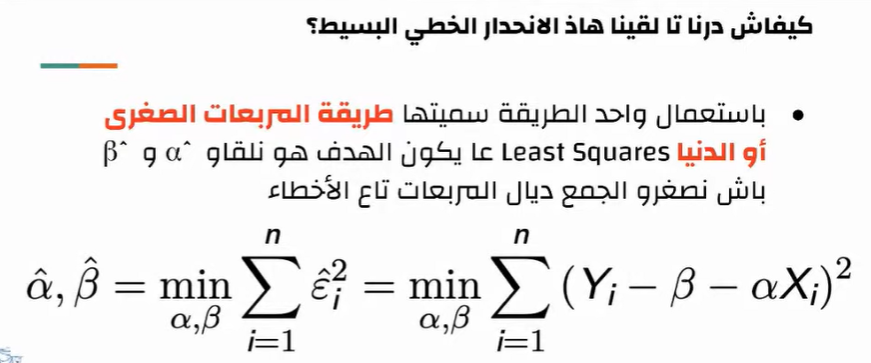 كيفاش درنا تا لقينا هاذ الانحدار الخطي البسيط؟
• باستعمال واحد الطريقة سميتها طريقة المربعات الصغرى
أو الدنيا Least Squares عا يكون الهدف هو نلقاو α^ و β^
باش نصغرو الجمع ديال المربعات تاع الأخطاء
$\hat{\alpha}, \hat{\beta} = \min_{\alpha,\beta} \sum_{i=1}^{n} \hat{\varepsilon}_i^2 = \min_{\alpha,\beta} \sum_{i=1}^{n} (Y_i - \beta - \alpha X_i)^2$